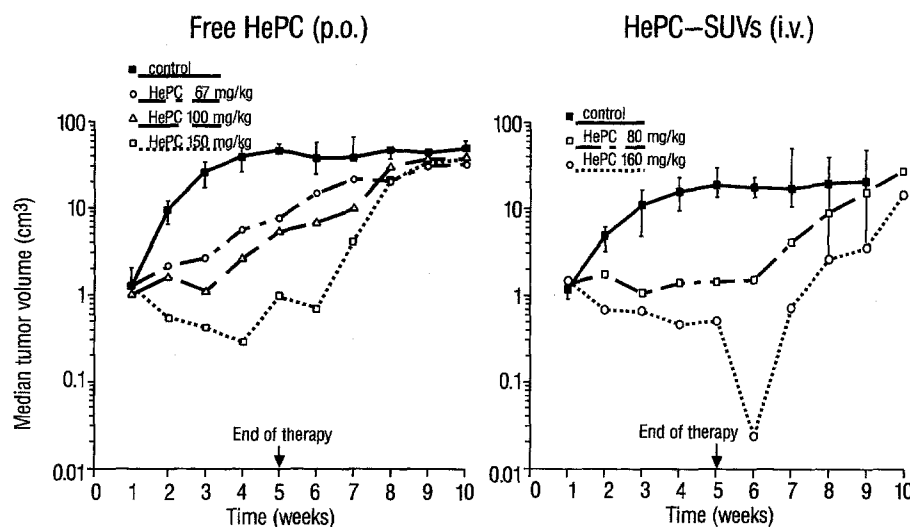 Free HePC (p.o.)
control
HePC 67 mg/kg
HePC 100 mg/kg
HePC 150 mg/kg
100
10
1
0.1
0.01
Median tumor volume (cm³)
End of therapy
0 1 2 3 4 5 6 7 8 9 10
Time (weeks)
HePC–SUVs (i.v.)
control
HePC 80 mg/kg
HePC 160 mg/kg
100
10
1
0.1
0.01
End of therapy
0 1 2 3 4 5 6 7 8 9 10
Time (weeks)